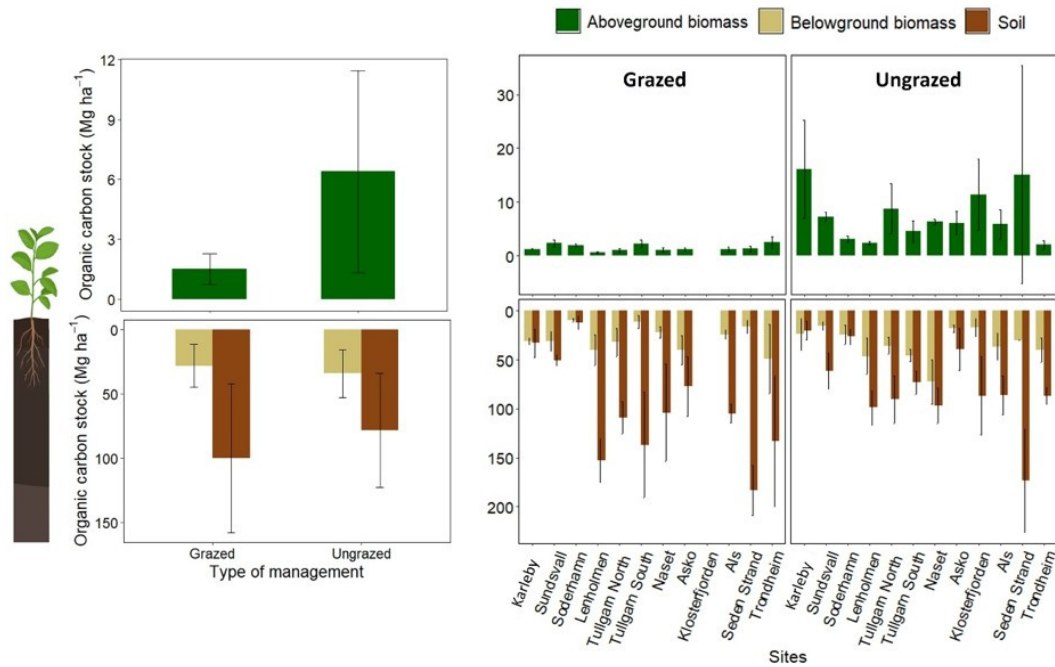 Aboveground biomass Belowground biomass Soil
Organic carbon stock (Mg ha⁻¹)
12
9
6
3
0
Organic carbon stock (Mg ha⁻¹)
0
50
100
150
Grazed Ungrazed
Type of management
Grazed Ungrazed
30
20
10
0
0
50
100
150
200
Karleby
Sundsvall
Soderhamn
Lenholmen
Tullgarn North
Tullgarn South
Naset
Asko
Klosterfjorden
Als
Seden Strand
Trondheim
Karleby
Sundsvall
Soderhamn
Lenholmen
Tullgarn North
Tullgarn South
Naset
Asko
Klosterfjorden
Als
Seden Strand
Trondheim
Sites